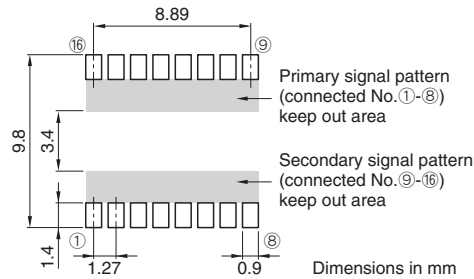 8.89
⑯ ⑨
Primary signal pattern
(connected No.①-⑧)
keep out area
9.8
3.4
Secondary signal pattern
(connected No.⑨-⑯)
keep out area
1.4
① ⑧
1.27 0.9 Dimensions in mm